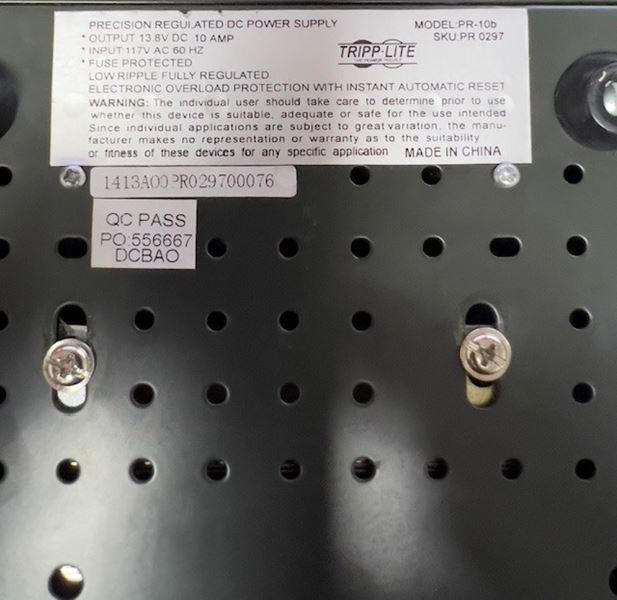 PRECISION REGULATED DC POWER SUPPLY
MODEL:PR-10b
* OUTPUT 13.8V DC 10 AMP
SKU:PR 0297
* INPUT:117V AC 60 HZ
TRIPP-LITE
* FUSE PROTECTED
LOW RIPPLE FULLY REGULATED
ELECTRONIC OVERLOAD PROTECTION WITH INSTANT AUTOMATIC RESET
WARNING: The individual user should take care to determine prior to use
whether this device is suitable, adequate or safe for the use intended
Since individual applications are subject to great variation, the manu-
facturer makes no representation or warranty as to the suitability
or fitness of these devices for any specific application MADE IN CHINA
QC PASS
PO:556667
DCBAO